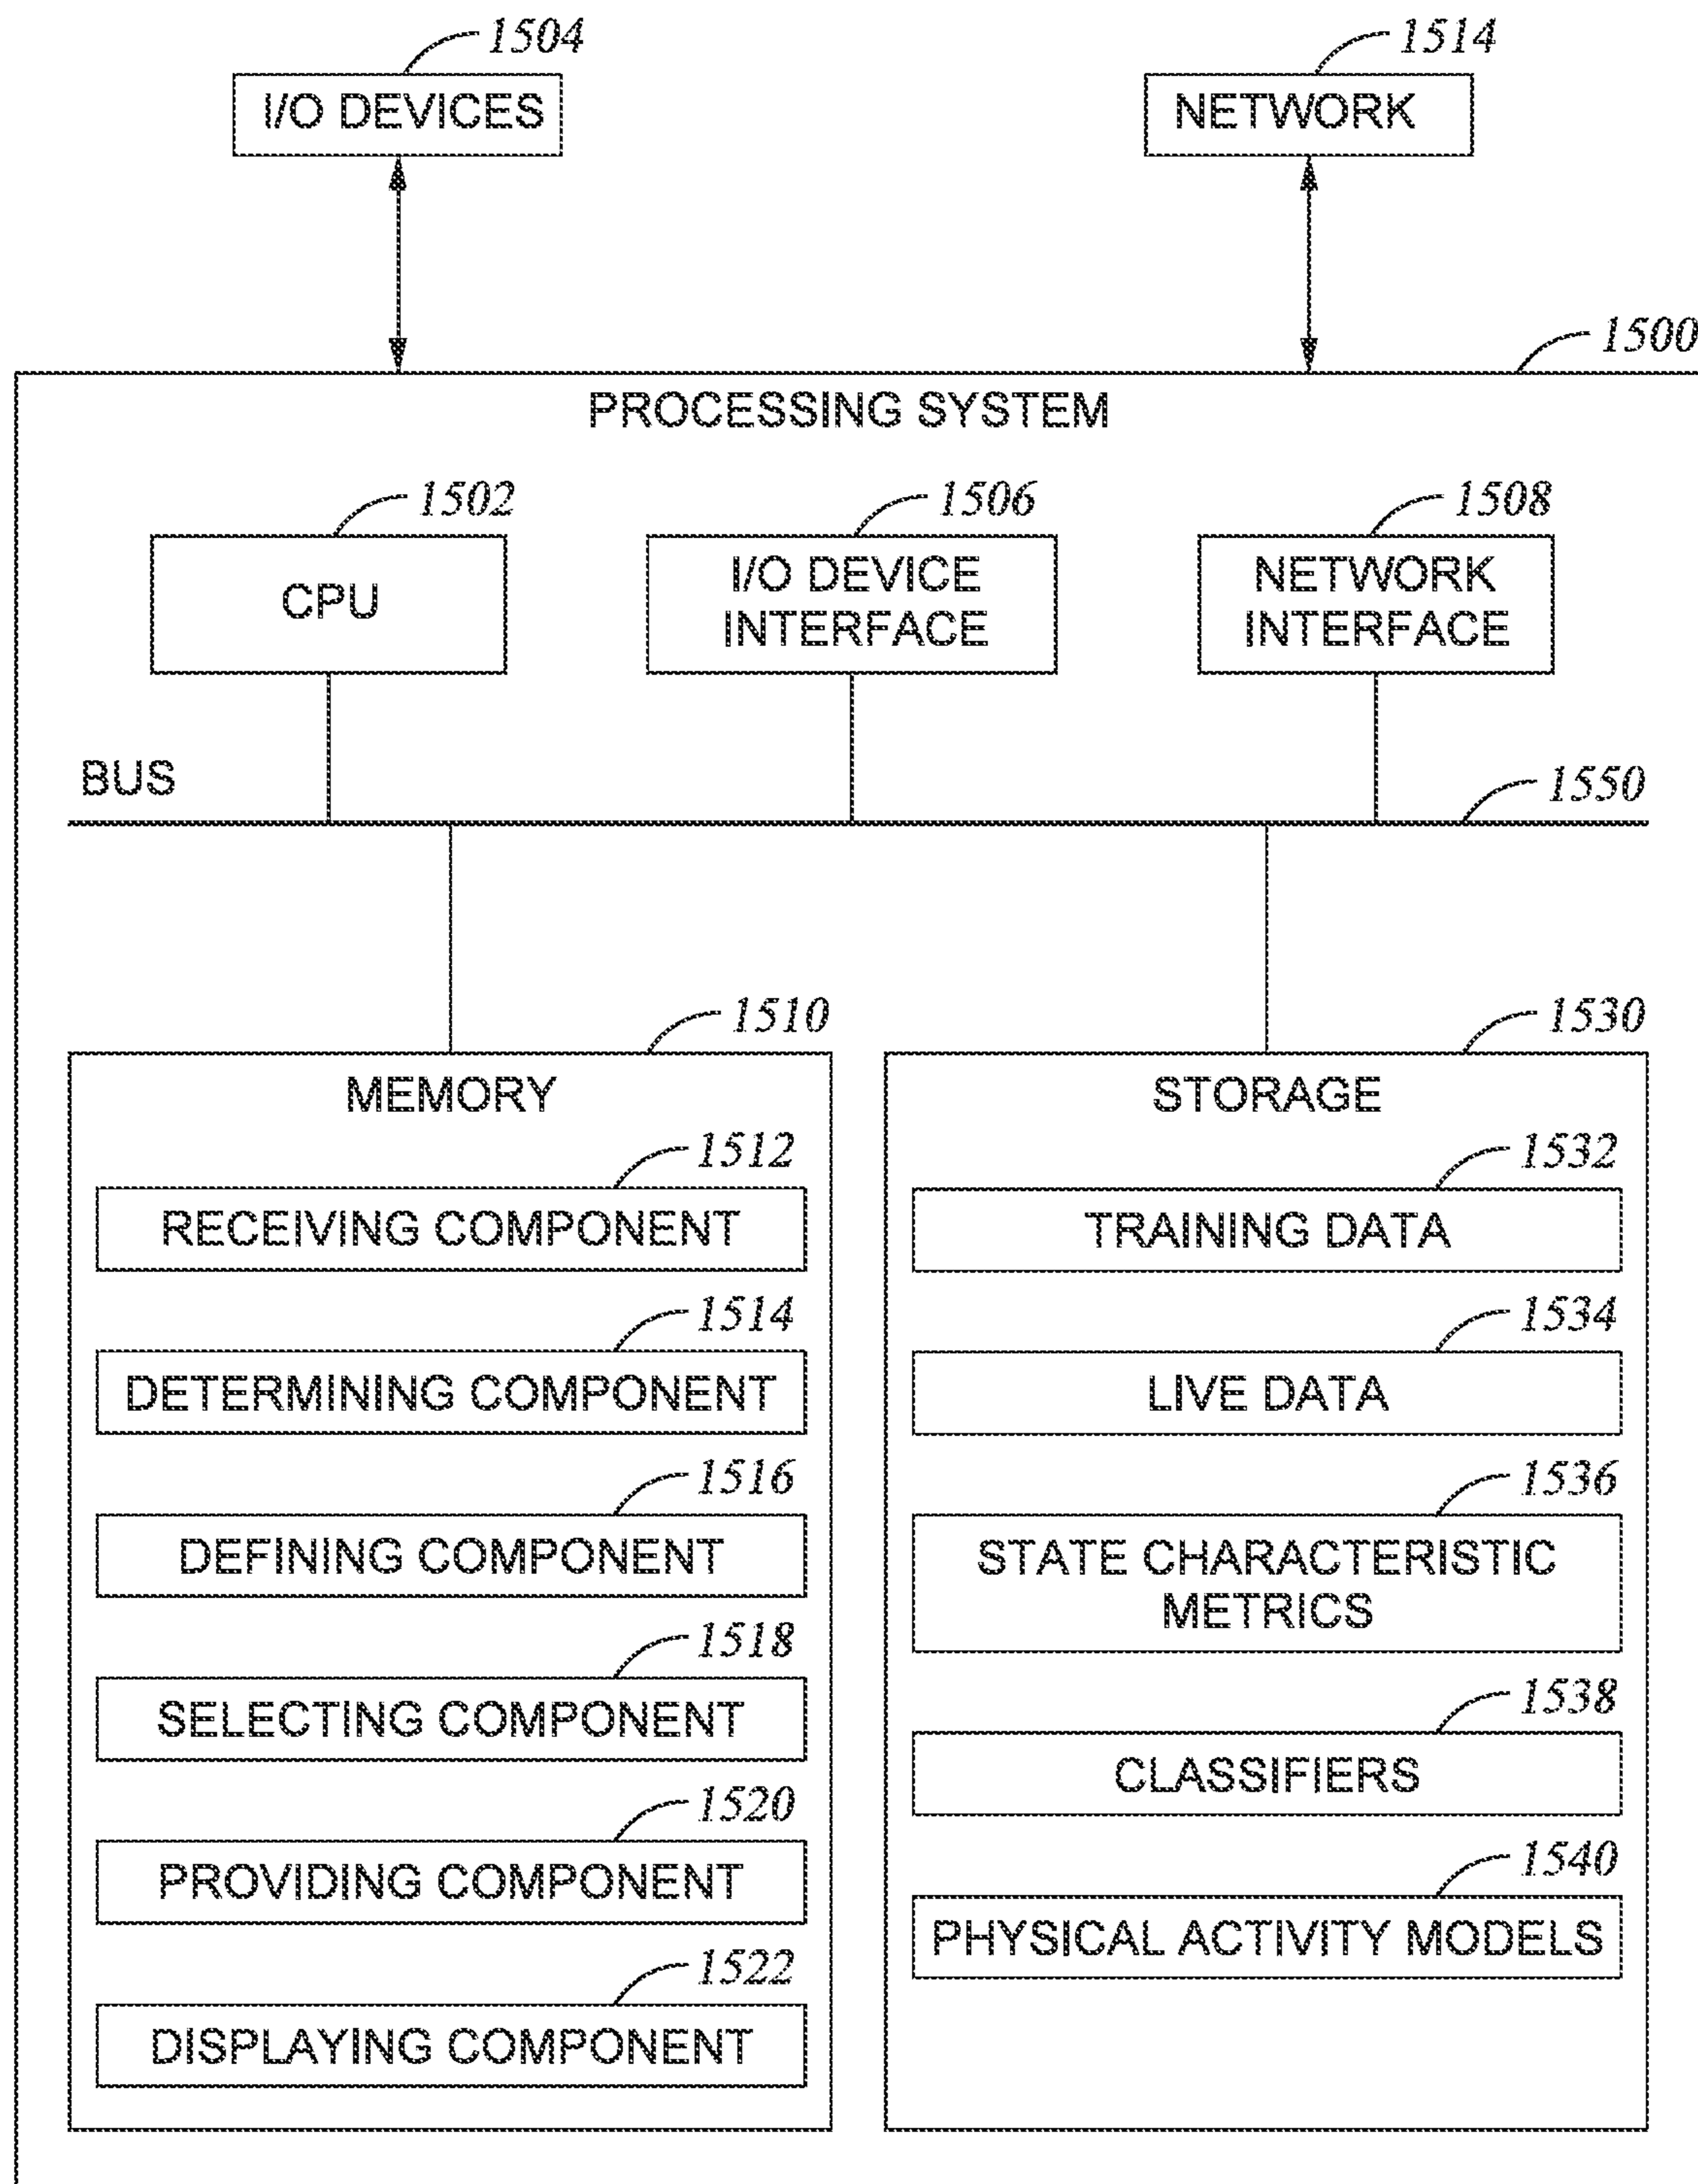 1504
1514
I/O DEVICES
NETWORK
1500
PROCESSING SYSTEM
1502
1506
1508
CPU
I/O DEVICE
INTERFACE
NETWORK
INTERFACE
BUS
1550
1510
MEMORY
1512
RECEIVING COMPONENT
1514
DETERMINING COMPONENT
1516
DEFINING COMPONENT
1518
SELECTING COMPONENT
1520
PROVIDING COMPONENT
1522
DISPLAYING COMPONENT
1530
STORAGE
1532
TRAINING DATA
1534
LIVE DATA
1536
STATE CHARACTERISTIC
METRICS
1538
CLASSIFIERS
1540
PHYSICAL ACTIVITY MODELS